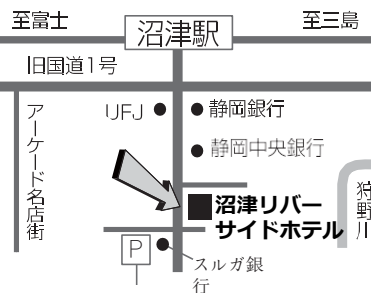 至富士
沼津駅
至三島
旧国道1号
UFJ
静岡銀行
静岡中央銀行
アーケード名店街
沼津リバー
サイドホテル
狩野川
P
スルガ銀
行